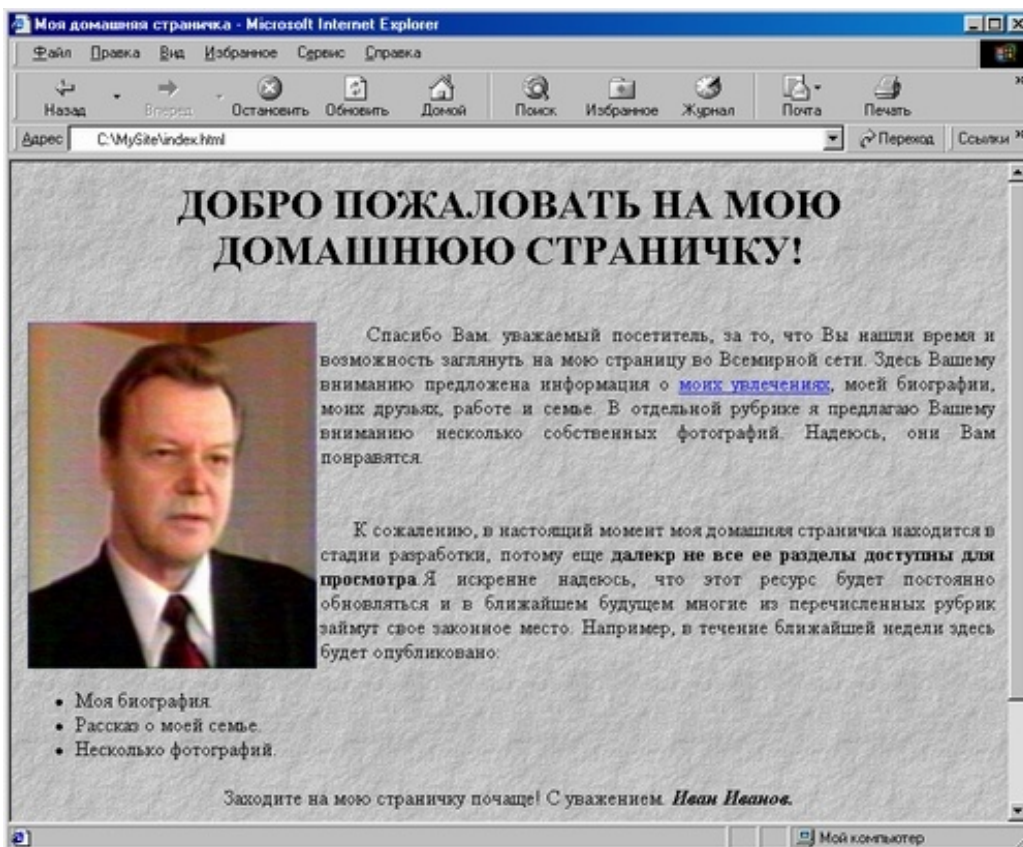 Моя домашняя страничка - Microsoft Internet Explorer
Файл Правка Вид Избранное Сервис Справка
Назад Вперед Остановить Обновить Домой Поиск Избранное Журнал Почта Печать
Адрес C:\MySite\index.html Переход Ссылки
ДОБРО ПОЖАЛОВАТЬ НА МОЮ
ДОМАШНЮЮ СТРАНИЧКУ!
Спасибо Вам. уважаемый посетитель, за то, что Вы нашли время и
возможность заглянуть на мою страницу во Всемирной сети. Здесь Вашему
вниманию предложена информация о моих увлечениях, моей биографии,
моих друзьях, работе и семье. В отдельной рубрике я предлагаю Вашему
вниманию несколько собственных фотографий. Надеюсь, они Вам
понравятся.
К сожалению, в настоящий момент моя домашняя страничка находится в
стадии разработки, потому еще далекр не все ее разделы доступны для
просмотра.Я искренне надеюсь, что этот ресурс будет постоянно
обновляться и в ближайшем будущем многие из перечисленных рубрик
займут свое законное место. Например, в течение ближайшей недели здесь
будет опубликовано:
• Моя биография.
• Рассказ о моей семье.
• Несколько фотографий.
Заходите на мою страничку почаще! С уважением. Иван Иванов.
Мой компьютер